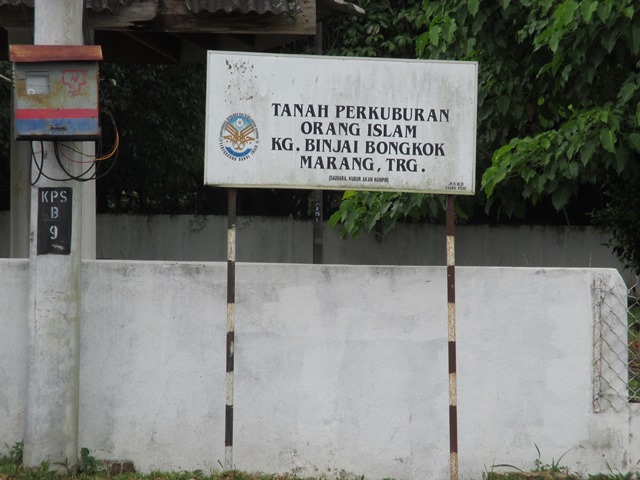 TANAH PERKUBURAN
ORANG ISLAM
KG. BINJAI BONGKOK
MARANG, TRG.
KPS
B
9